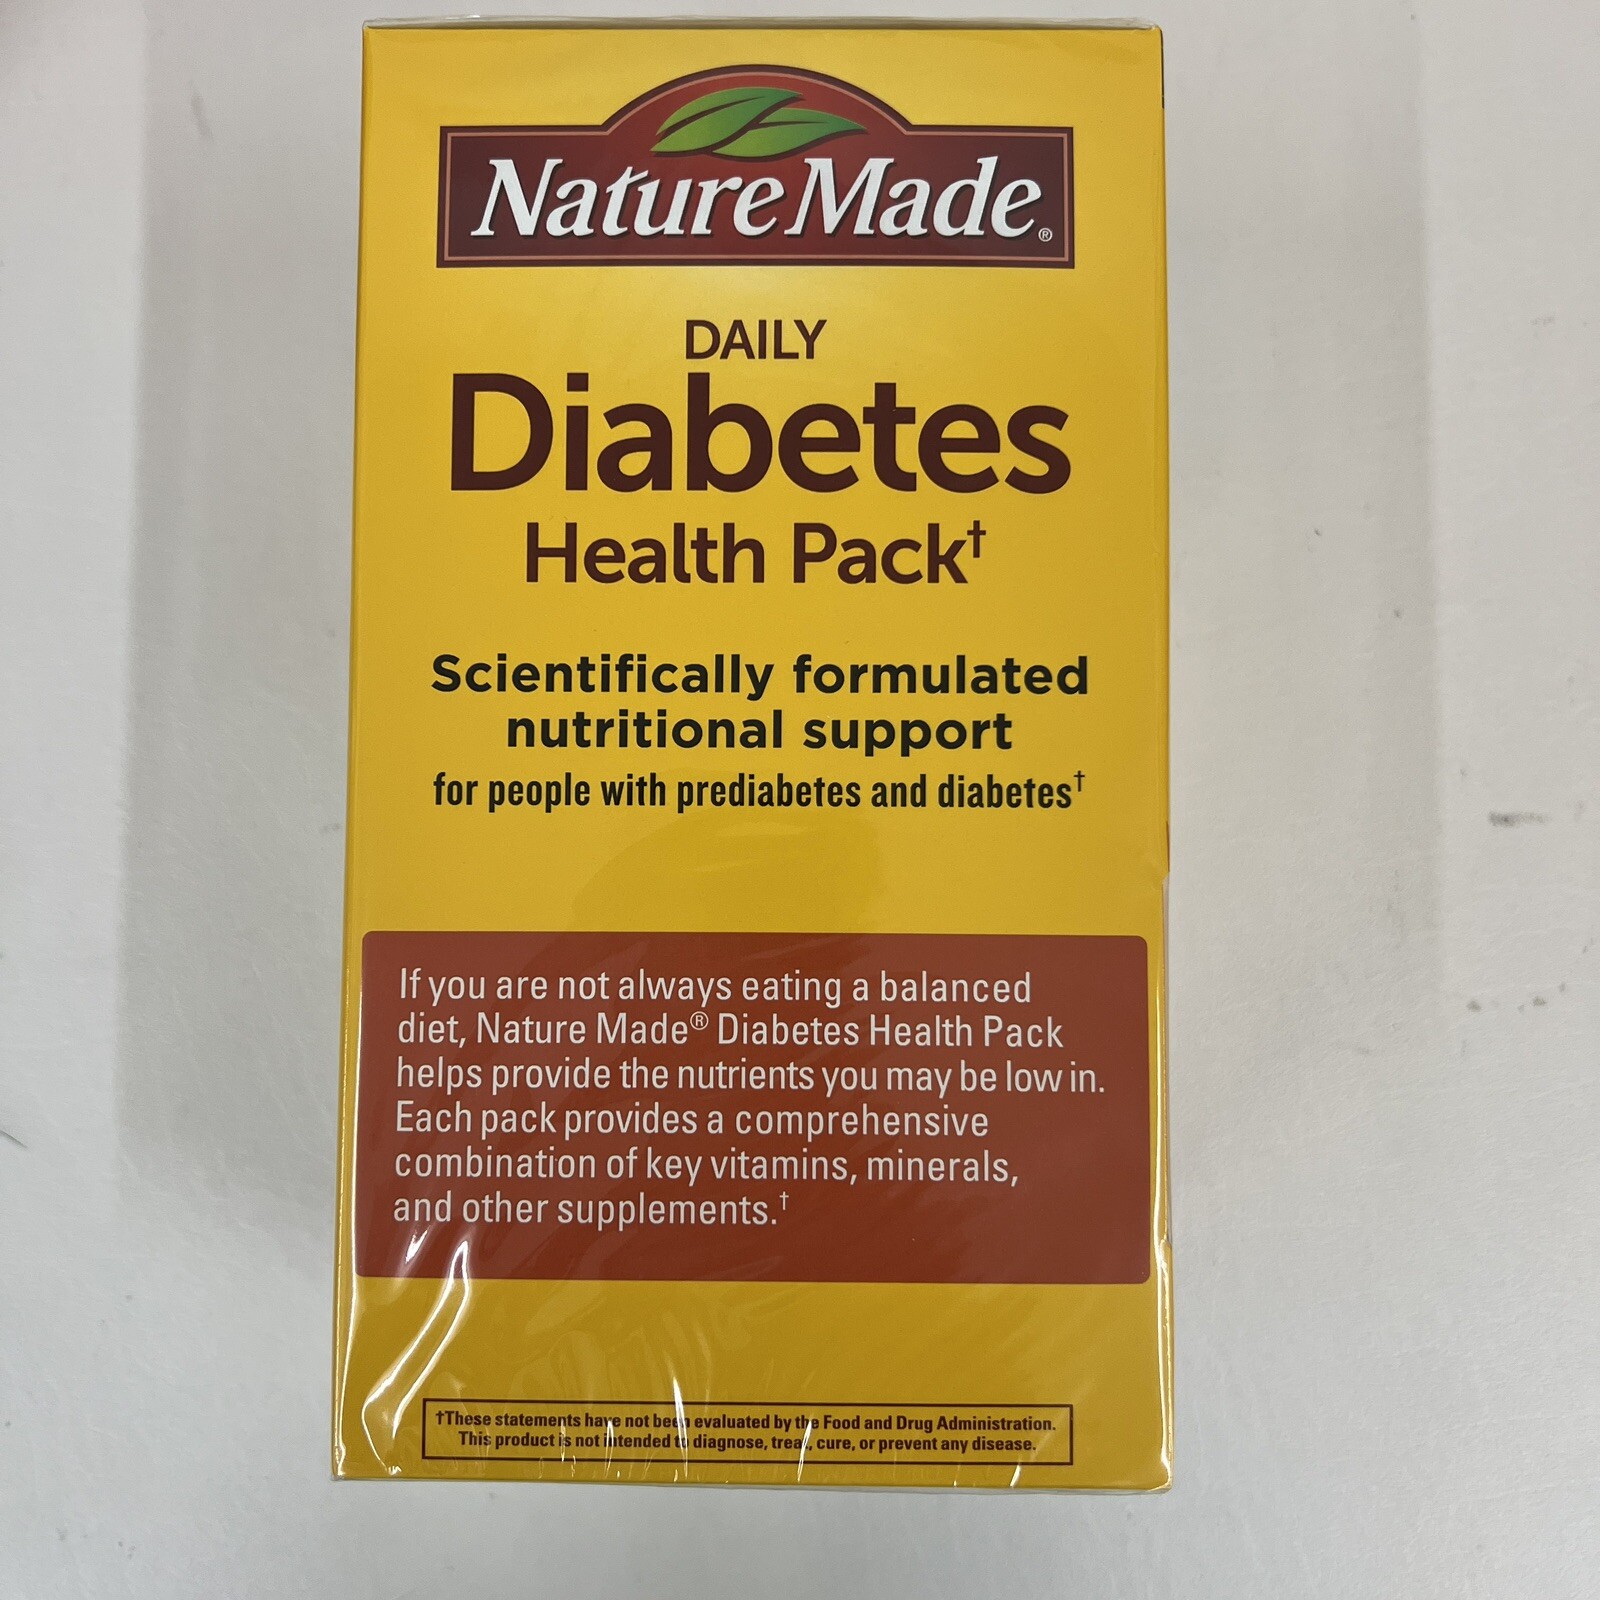 Nature Made®
DAILY
Diabetes
Health Pack†
Scientifically formulated
nutritional support
for people with prediabetes and diabetes†
If you are not always eating a balanced
diet, Nature Made® Diabetes Health Pack
helps provide the nutrients you may be low in.
Each pack provides a comprehensive
combination of key vitamins, minerals,
and other supplements.†
†These statements have not been evaluated by the Food and Drug Administration.
This product is not intended to diagnose, treat, cure, or prevent any disease.